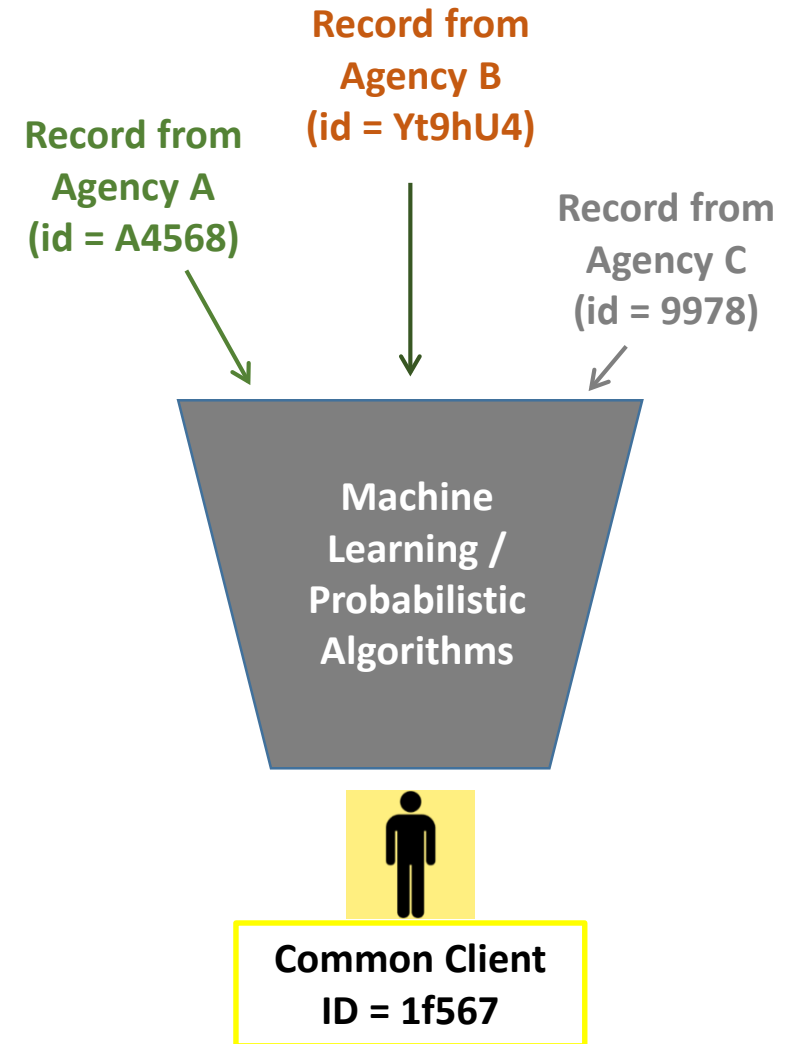 Record from
Agency B
(id = Yt9hU4)
Record from
Agency A
(id = A4568)
Record from
Agency C
(id = 9978)
Machine
Learning /
Probabilistic
Algorithms
Common Client
ID = 1f567